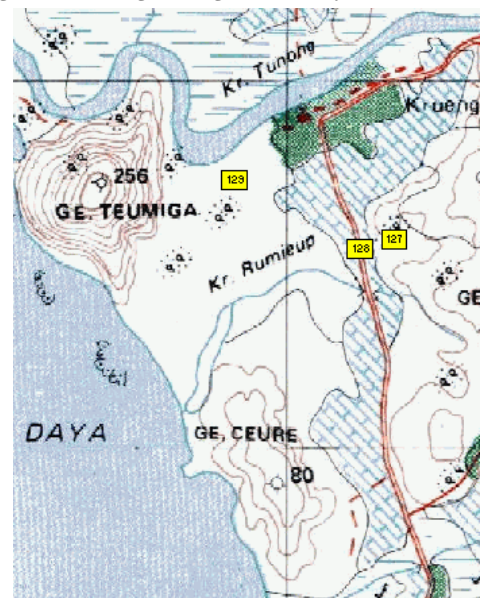 Kr. Tunong
Krueng
256
129
GE. TEUMIGA
127
128
Kr. Rumieup
GE
DAYA
GE. CEURE
80